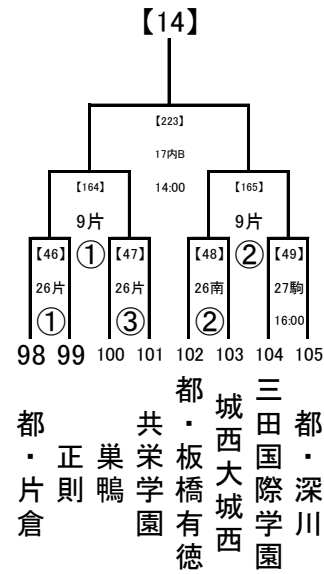 【14】
【223】
17内B
14:00
【164】
9片
①
【165】
9片
②
【46】
26片
①
【47】
26片
③
【48】
26南
②
【49】
27駒
16:00
98 99 100 101 102 103 104 105
都・片倉
正則
巣鴨
共栄学園
都・板橋有徳
城西大城西
三田国際学園
都・深川